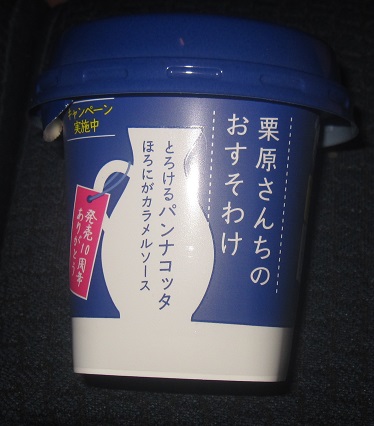 栗原さんちの
おすそわけ
とろけるパンナコッタ
ほろにがカラメルソース
キャンペーン
実施中
発売10周年
ありがとう